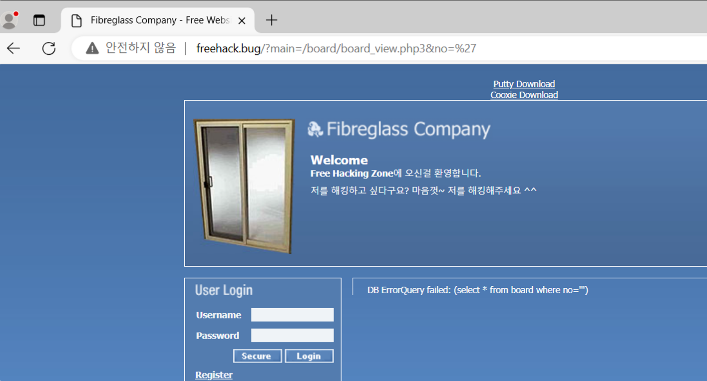 Fibreglass Company - Free Webs
안전하지 않음 | freehack.bug/?main=/board/board_view.php3&no=%27
Putty Download
Cooxie Download
Fibreglass Company
Welcome
Free Hacking Zone에 오신걸 환영합니다.
저를 해킹하고 싶다구요? 마음껏~ 저를 해킹해주세요 ^^
User Login
DB ErrorQuery failed: (select * from board where no=''')
Username
Password
Secure Login
Register